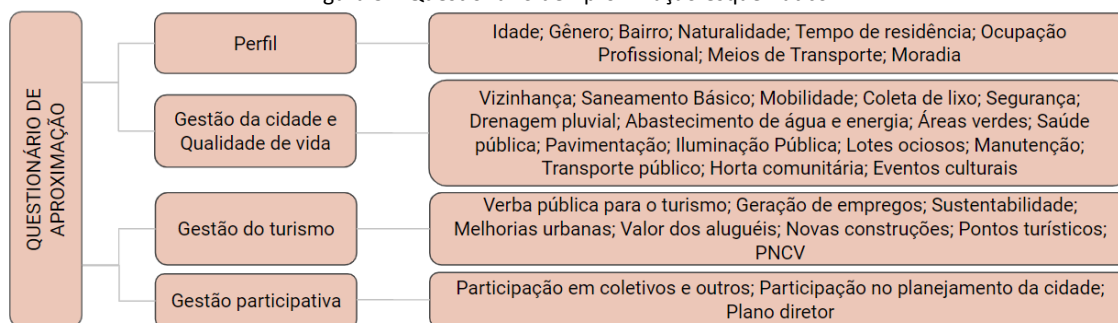 QUESTIONÁRIO DE
APROXIMAÇÃO
Perfil
Idade; Gênero; Bairro; Naturalidade; Tempo de residência; Ocupação
Profissional; Meios de Transporte; Moradia
Gestão da cidade e
Qualidade de vida
Vizinhança; Saneamento Básico; Mobilidade; Coleta de lixo; Segurança;
Drenagem pluvial; Abastecimento de água e energia; Áreas verdes; Saúde
pública; Pavimentação; Iluminação Pública; Lotes ociosos; Manutenção;
Transporte público; Horta comunitária; Eventos culturais
Gestão do turismo
Verba pública para o turismo; Geração de empregos; Sustentabilidade;
Melhorias urbanas; Valor dos aluguéis; Novas construções; Pontos turísticos;
PNCV
Gestão participativa
Participação em coletivos e outros; Participação no planejamento da cidade;
Plano diretor